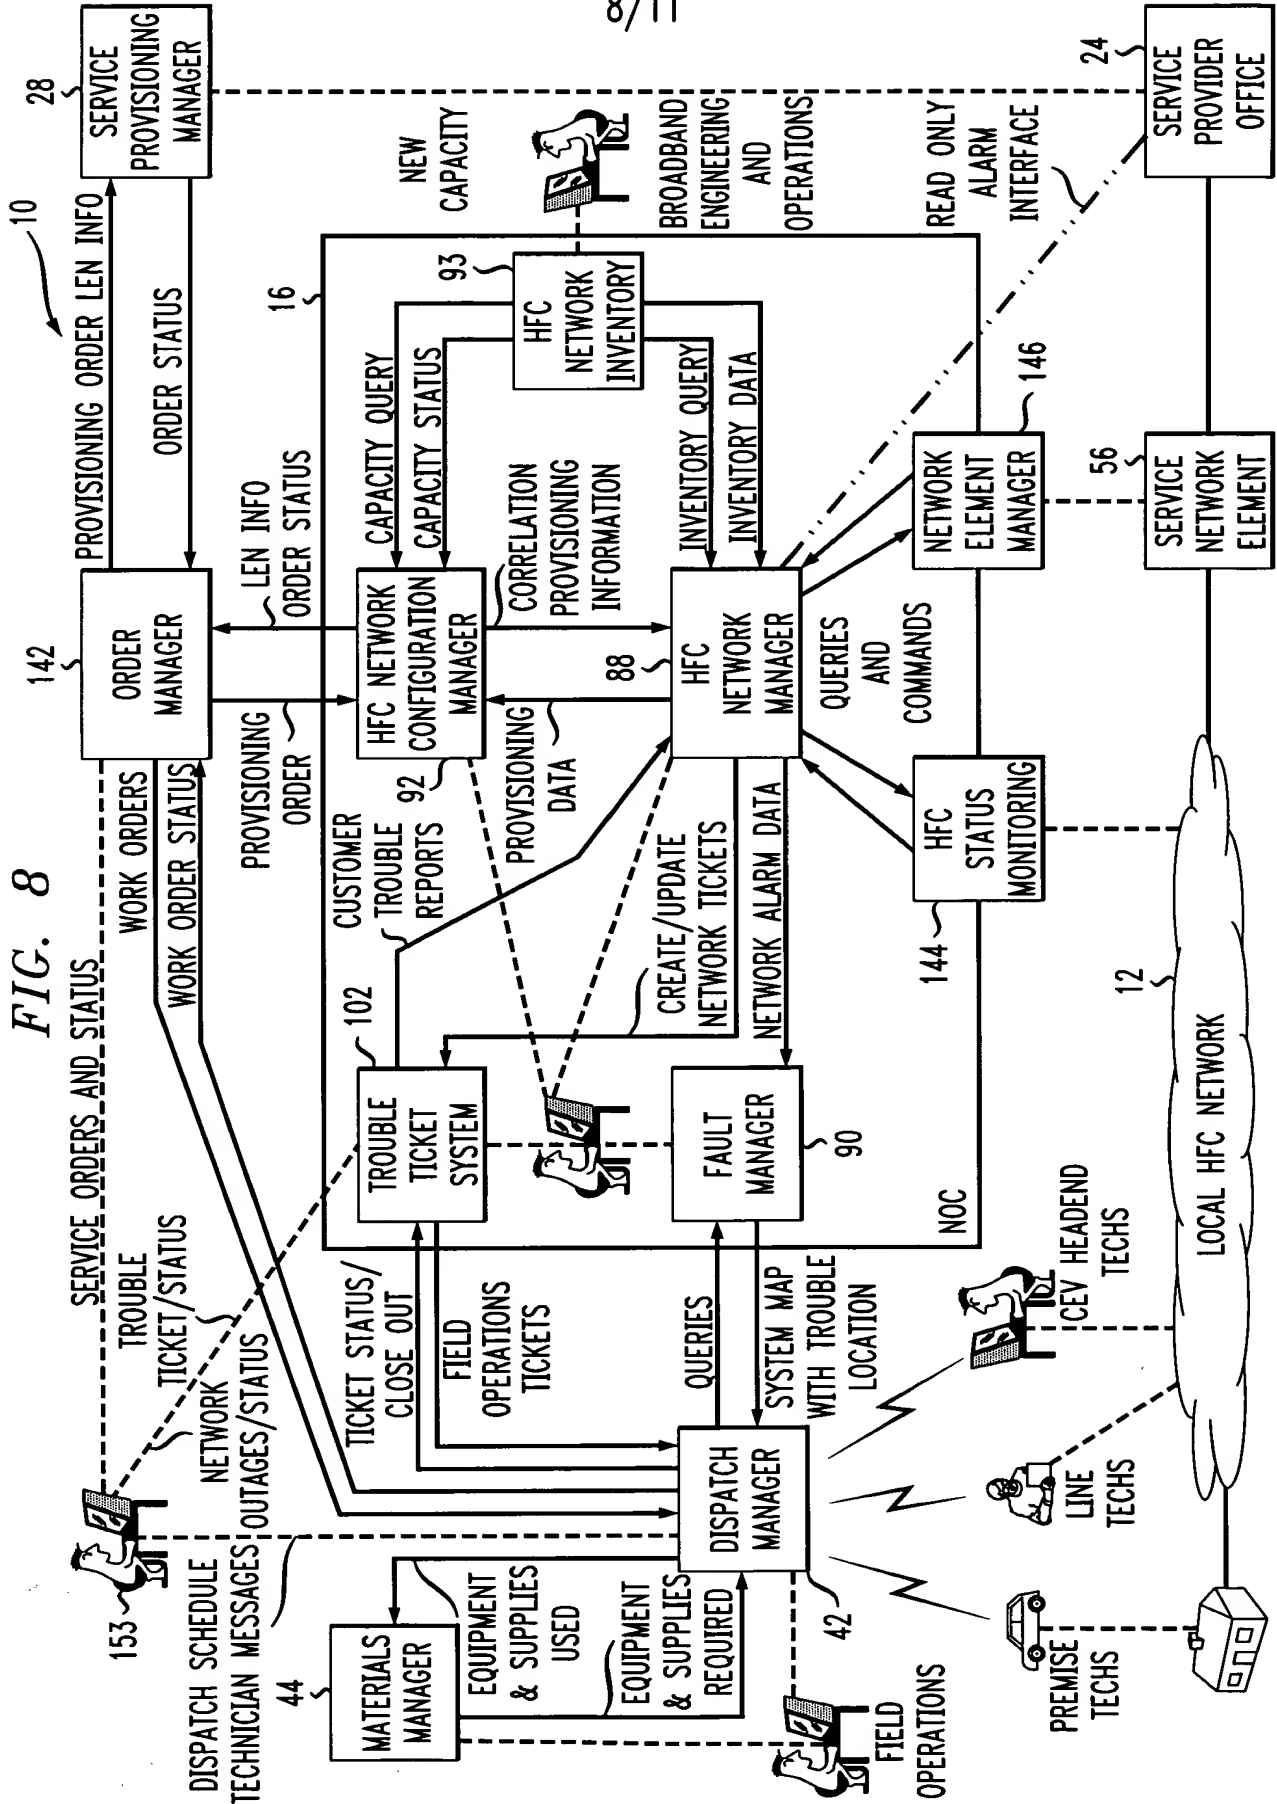 8/11
FIG. 8
10
153
SERVICE ORDERS AND STATUS
TROUBLE
TICKET/STATUS
NETWORK
OUTAGES/STATUS
DISPATCH SCHEDULE
TECHNICIAN MESSAGES
WORK ORDERS
WORK ORDER STATUS
142
ORDER
MANAGER
PROVISIONING ORDER LEN INFO
ORDER STATUS
28
SERVICE
PROVISIONING
MANAGER
PROVISIONING
ORDER
LEN INFO
ORDER STATUS
16
NEW
CAPACITY
44
MATERIALS
MANAGER
EQUIPMENT
& SUPPLIES
USED
EQUIPMENT
& SUPPLIES
REQUIRED
TICKET STATUS/
CLOSE OUT
FIELD
OPERATIONS
TICKETS
102
TROUBLE
TICKET
SYSTEM
CUSTOMER
TROUBLE
REPORTS
92
HFC NETWORK
CONFIGURATION
MANAGER
CAPACITY QUERY
CAPACITY STATUS
93
HFC
NETWORK
INVENTORY
PROVISIONING
DATA
CORRELATION
PROVISIONING
INFORMATION
INVENTORY QUERY
INVENTORY DATA
BROADBAND
ENGINEERING
AND
OPERATIONS
CREATE/UPDATE
NETWORK TICKETS
NETWORK ALARM DATA
88
HFC
NETWORK
MANAGER
QUERIES
AND
COMMANDS
READ ONLY
ALARM
INTERFACE
DISPATCH
MANAGER
42
QUERIES
SYSTEM MAP
WITH TROUBLE
LOCATION
FAULT
MANAGER
90
NOC
144
HFC
STATUS
MONITORING
NETWORK
ELEMENT
MANAGER
146
FIELD
OPERATIONS
PREMISE
TECHS
LINE
TECHS
CEV HEADEND
TECHS
12
LOCAL HFC NETWORK
56
SERVICE
NETWORK
ELEMENT
24
SERVICE
PROVIDER
OFFICE